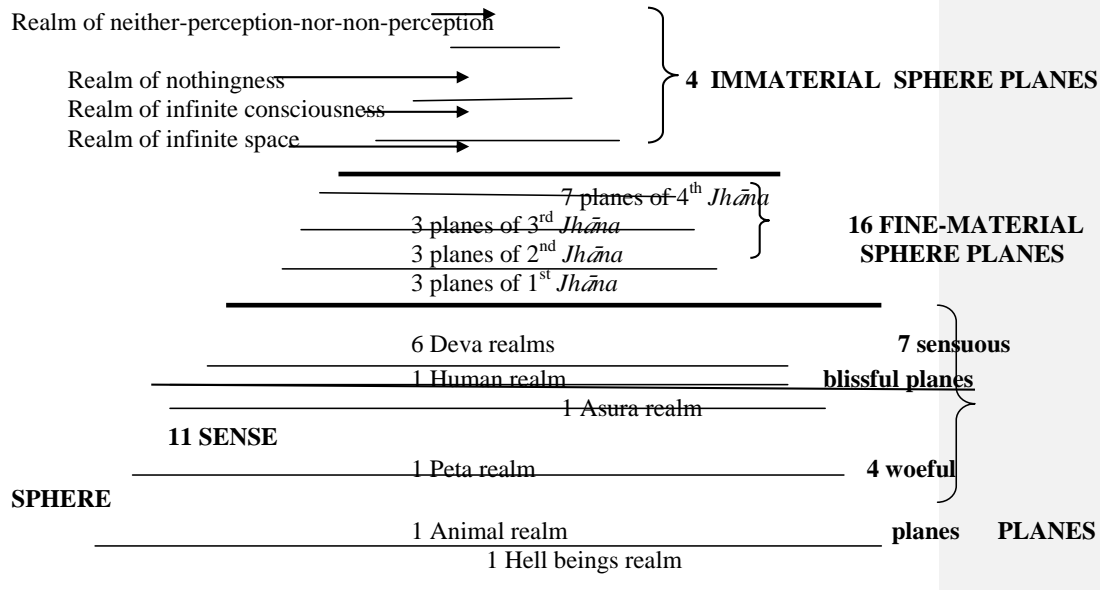 Realm of neither-perception-nor-non-perception
Realm of nothingness 4 IMMATERIAL SPHERE PLANES
Realm of infinite consciousness
Realm of infinite space
7 planes of 4th Jhāna
3 planes of 3rd Jhāna 16 FINE-MATERIAL
3 planes of 2nd Jhāna SPHERE PLANES
3 planes of 1st Jhāna
6 Deva realms 7 sensuous
1 Human realm blissful planes
1 Asura realm
11 SENSE
1 Peta realm 4 woeful
SPHERE
1 Animal realm planes PLANES
1 Hell beings realm